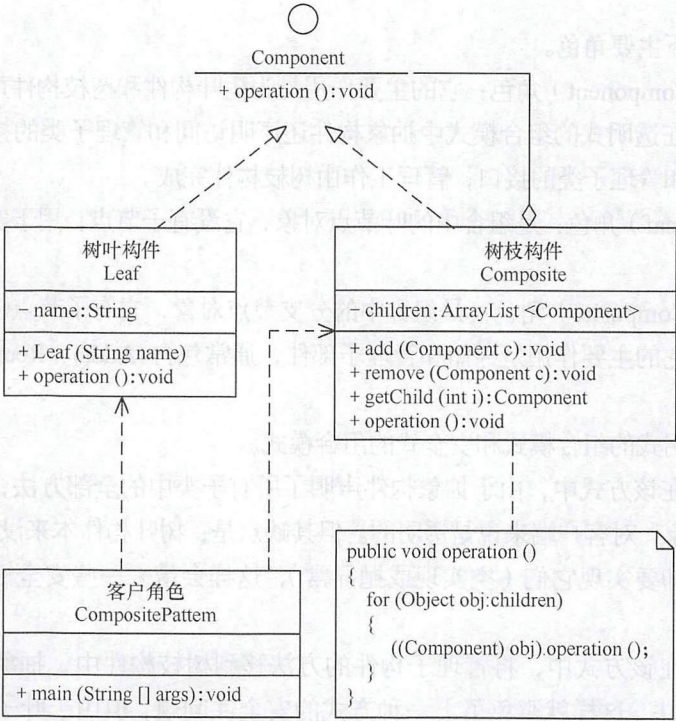 Component
+ operation ():void
树叶构件
Leaf
- name:String
+ Leaf (String name)
+ operation ():void
树枝构件
Composite
- children: ArrayList <Component>
+ add (Component c):void
+ remove (Component c): void
+ getChild (int i):Component
+ operation ():void
客户角色
CompositePattem
+ main (String [] args):void
public void operation ()
{
for (Object obj:children)
{
((Component) obj).operation ();
}
}